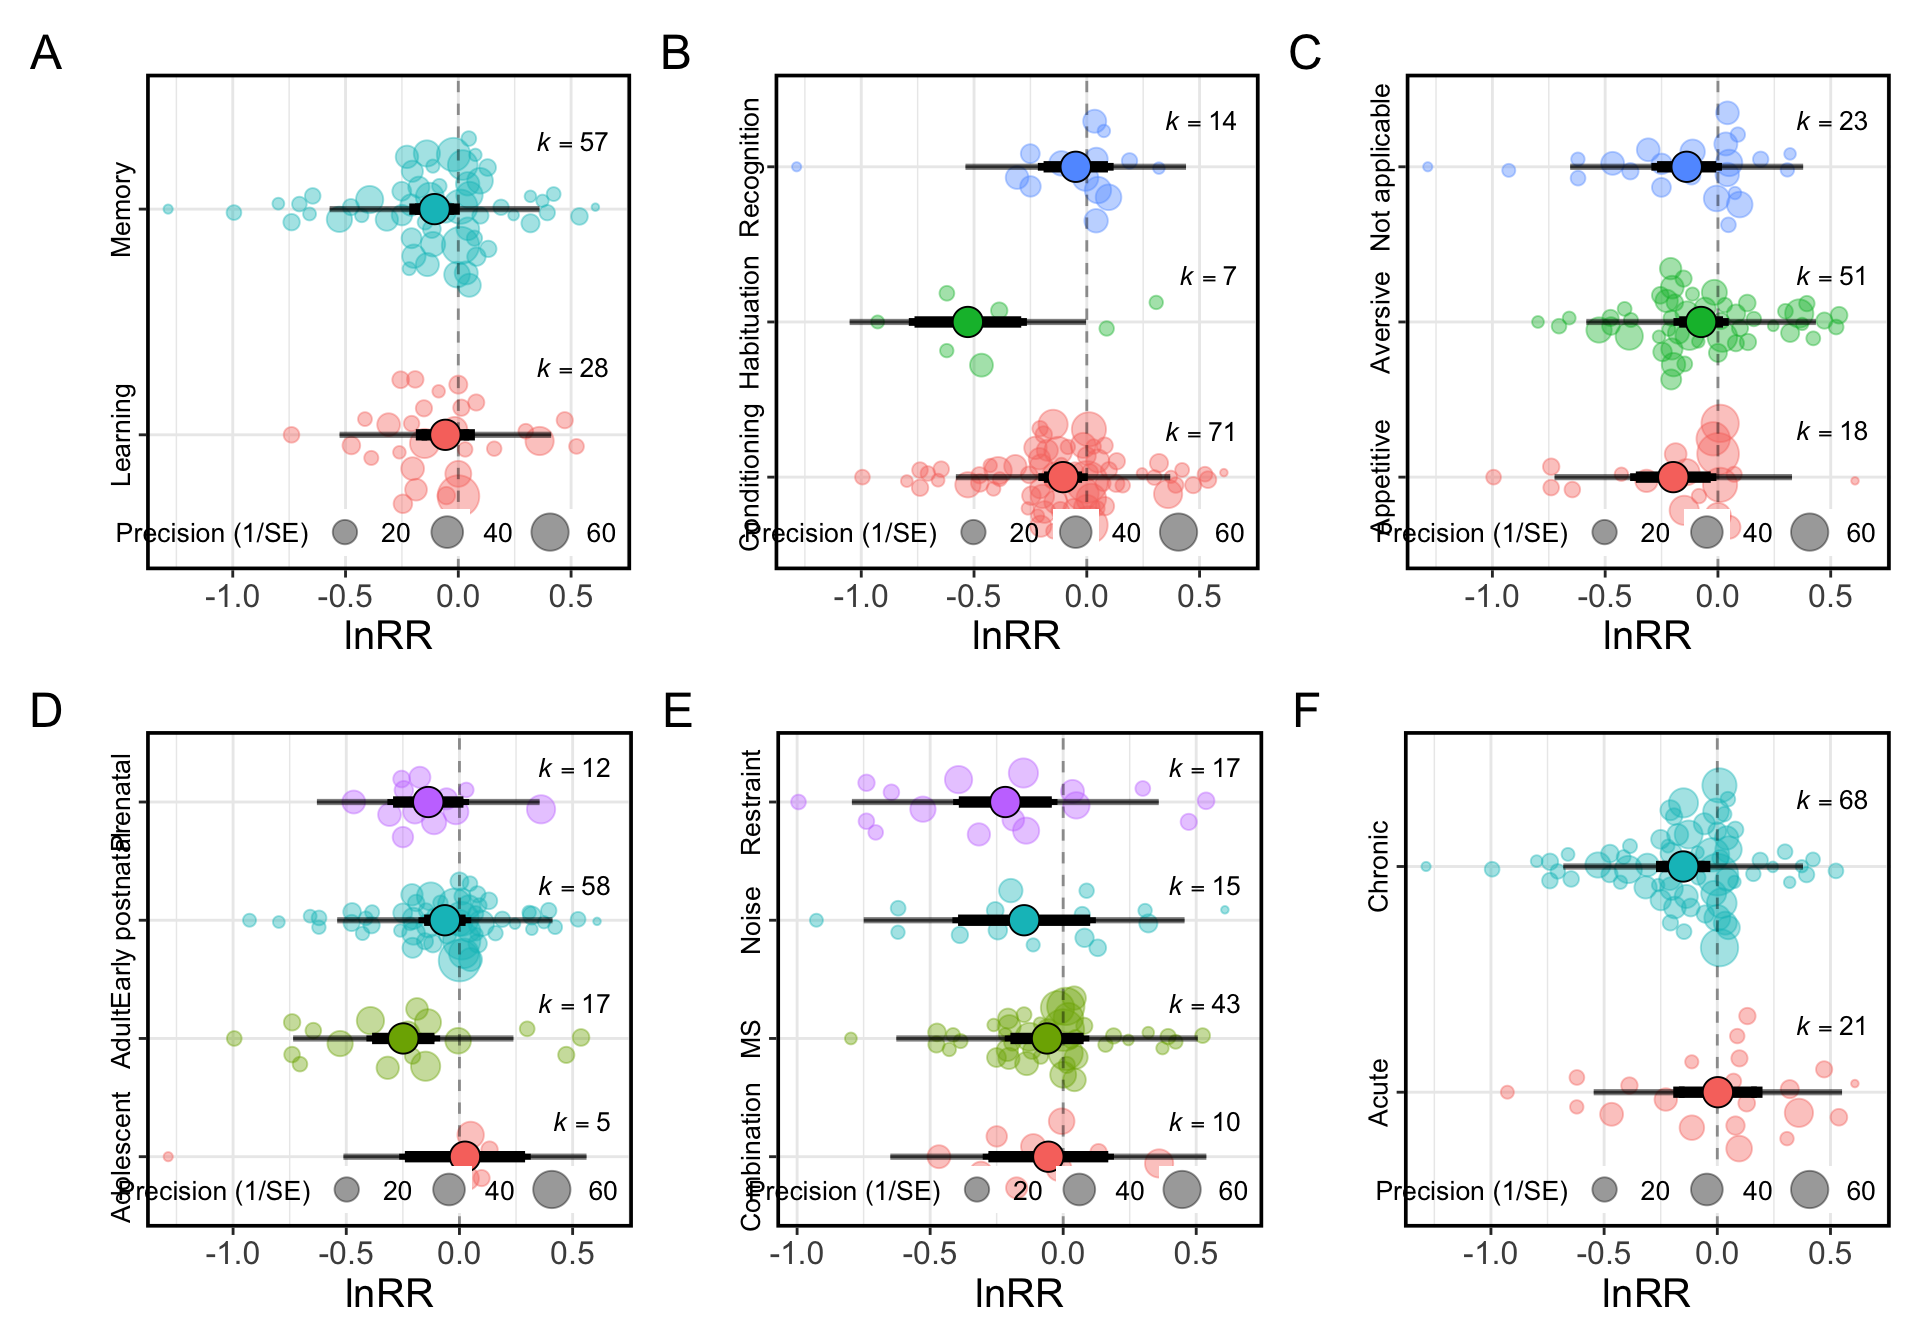 A
Memory
k = 57
Learning
k = 28
Precision (1/SE) 20 40 60
-1.0 -0.5 0.0 0.5
lnRR
B
Recognition
k = 14
Habituation
k = 7
Conditioning
k = 71
Precision (1/SE) 20 40 60
-1.0 -0.5 0.0 0.5
lnRR
C
Not applicable
k = 23
Aversive
k = 51
Appetitive
k = 18
Precision (1/SE) 20 40 60
-1.0 -0.5 0.0 0.5
lnRR
D
Prenatal
k = 12
Early postnatal
k = 58
Adult
k = 17
Adolescent
k = 5
Precision (1/SE) 20 40 60
-1.0 -0.5 0.0 0.5
lnRR
E
Restraint
k = 17
Noise
k = 15
MS
k = 43
Combination
k = 10
Precision (1/SE) 20 40 60
-1.0 -0.5 0.0 0.5
lnRR
F
Chronic
k = 68
Acute
k = 21
Precision (1/SE) 20 40 60
-1.0 -0.5 0.0 0.5
lnRR